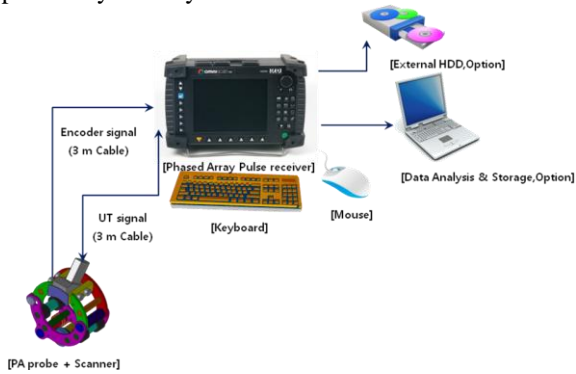 [External HDD,Option]
Encoder signal
(3 m Cable)
[Phased Array Pulse receiver]
[Data Analysis & Storage,Option]
UT signal
(3 m Cable)
[Keyboard]
[Mouse]
[PA probe + Scanner]